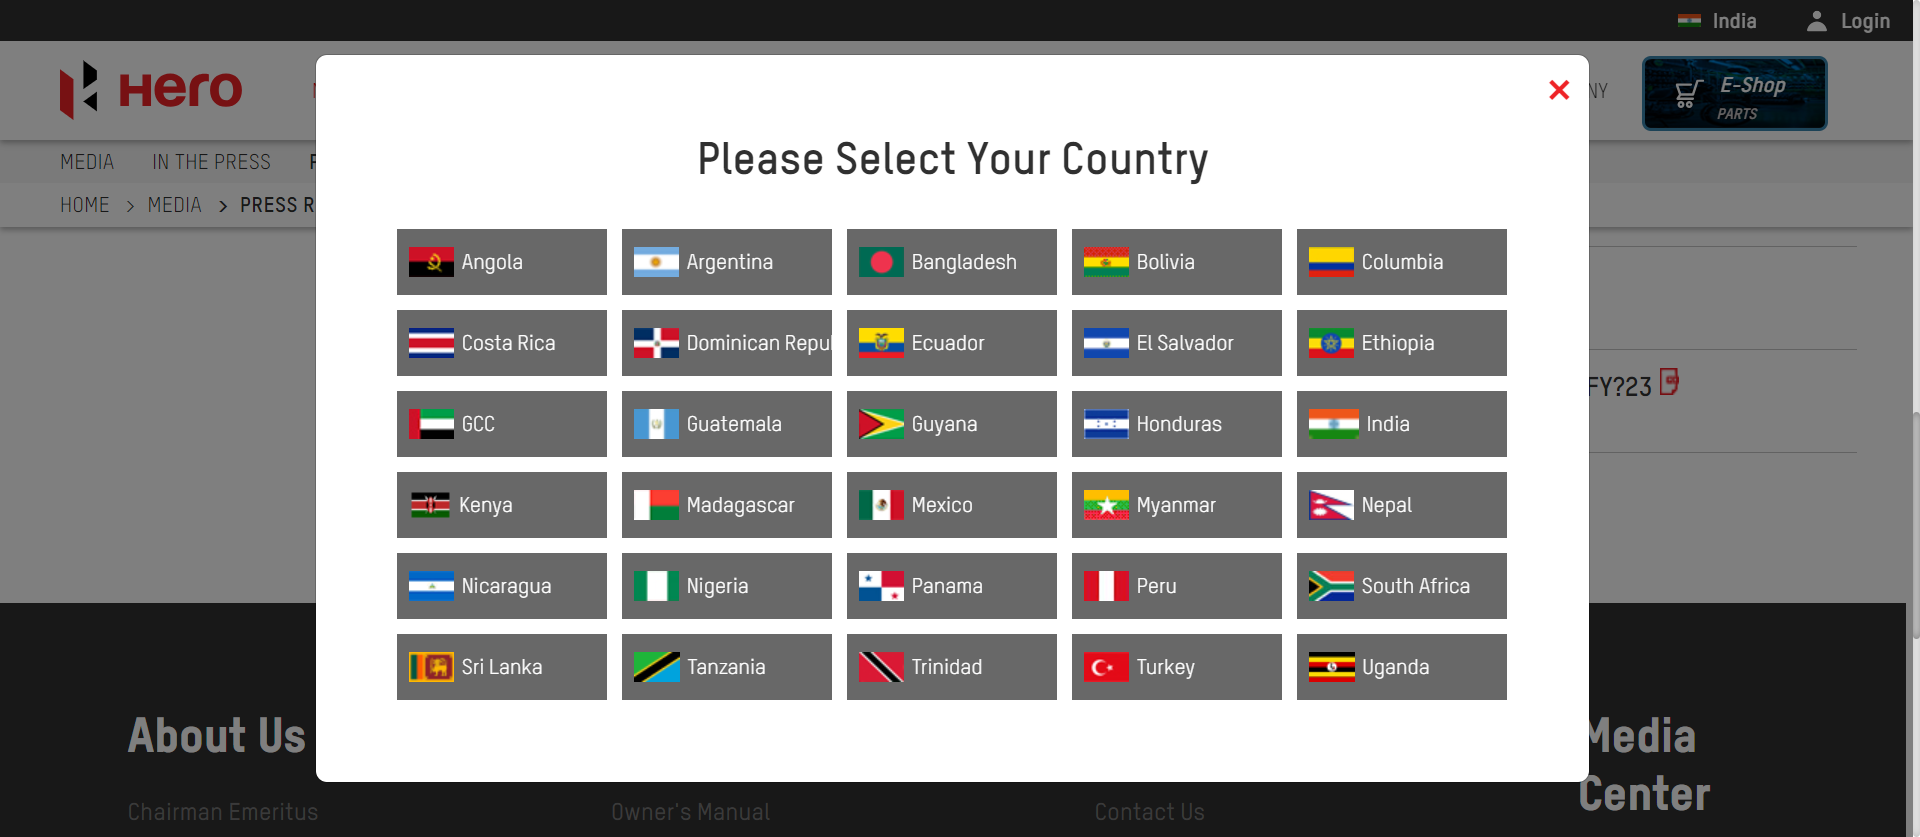 India Login
Hero
NY
E-Shop
PARTS
MEDIA IN THE PRESS
HOME > MEDIA > PRESS R
Please Select Your Country
Angola Argentina Bangladesh Bolivia Columbia
Costa Rica Dominican Repu Ecuador El Salvador Ethiopia
GCC Guatemala Guyana Honduras India
FY?23
Kenya Madagascar Mexico Myanmar Nepal
Nicaragua Nigeria Panama Peru South Africa
Sri Lanka Tanzania Trinidad Turkey Uganda
About Us
Media
Center
Chairman Emeritus Owner's Manual Contact Us